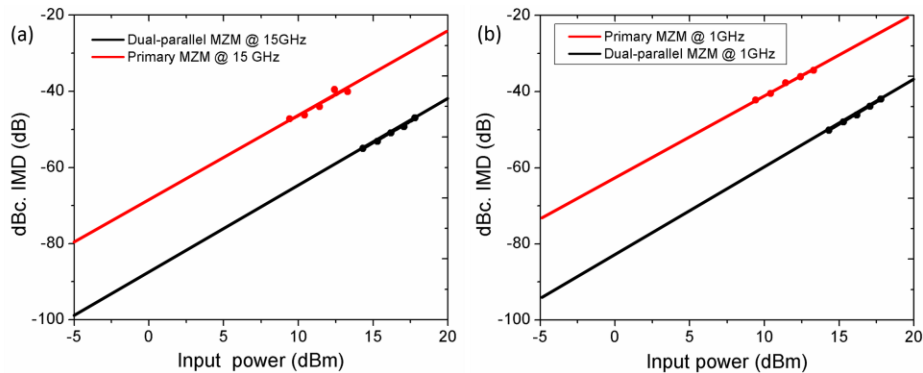 (a)
Dual-parallel MZM @ 15GHz
Primary MZM @ 15 GHz
dBc. IMD (dB)
-20
-40
-60
-80
-100
-5 0 5 10 15 20
Input power (dBm)
(b)
Primary MZM @ 1GHz
Dual-parallel MZM @ 1GHz
dBc. IMD (dB)
-20
-40
-60
-80
-100
-5 0 5 10 15 20
Input power (dBm)